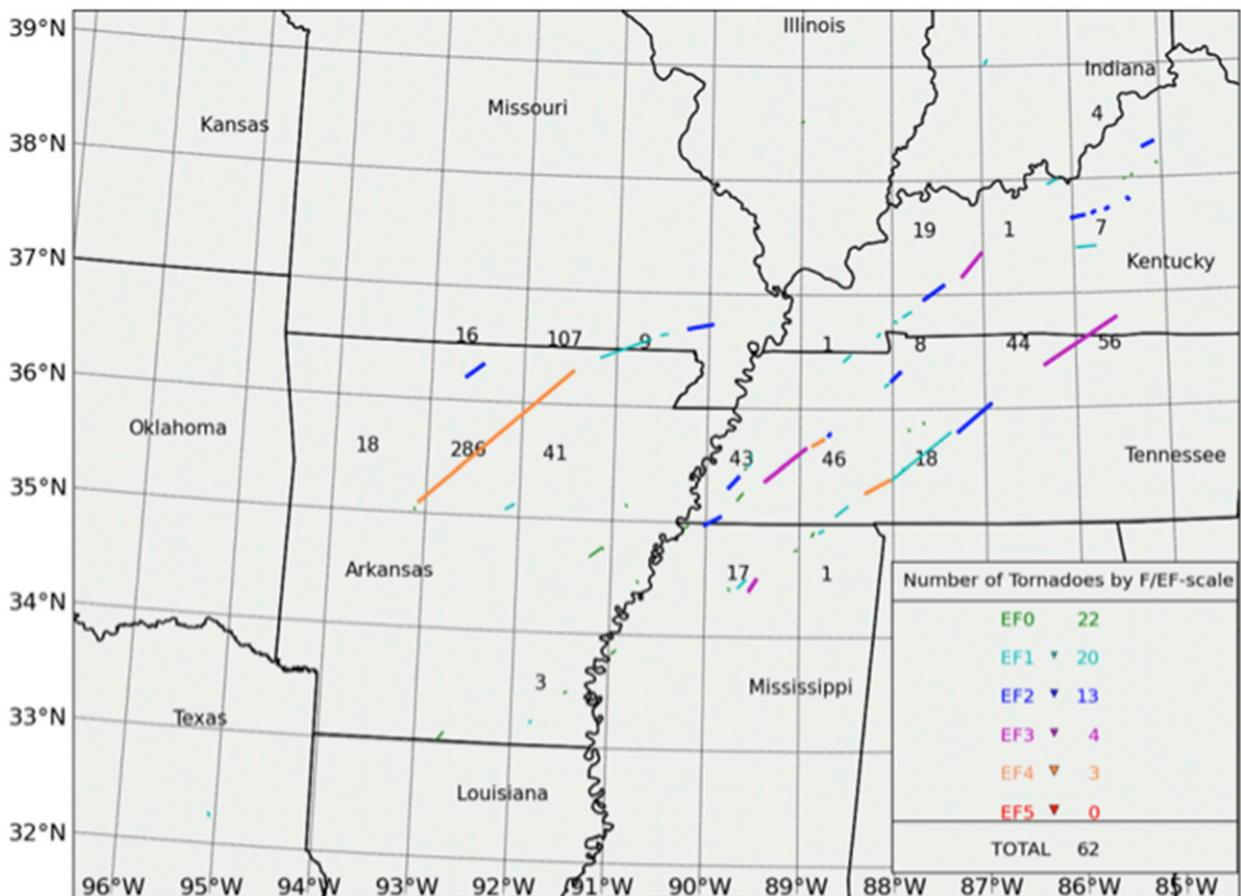 39°N
Illinois
Indiana
Missouri
4
Kansas
38°N
19 1 7
37°N
Kentucky
16 107 9 1 8 44 56
36°N
Oklahoma
18 286 41 43 46 18 Tennessee
35°N
Arkansas
17 1
Number of Tornadoes by F/EF-scale
34°N
EF0 22
EF1 20
3
Mississippi
EF2 13
33°N
Texas
EF3 4
EF4 3
Louisiana
EF5 0
32°N
TOTAL 62
96°W 95°W 94°W 93°W 92°W 91°W 90°W 89°W 88°W 87°W 86°W 85°W 84°W